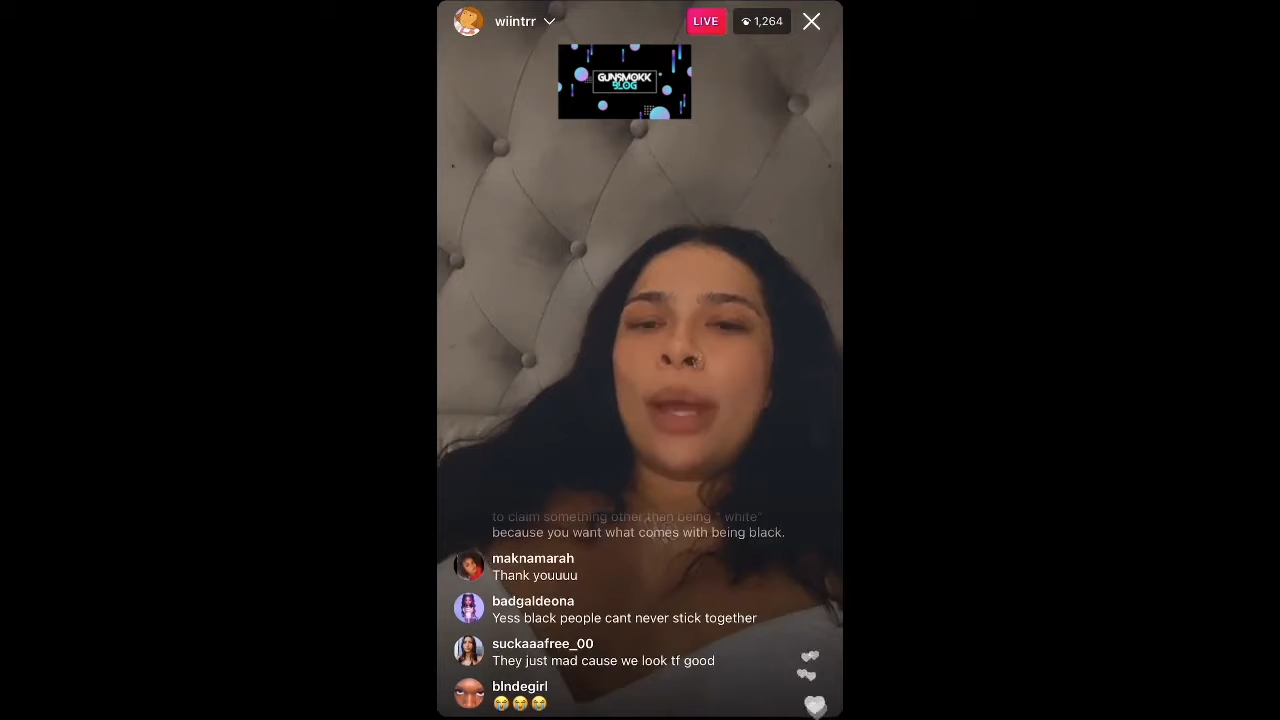 wiintrr
LIVE
1,264
GUNSMOKK
BLOG
to claim something other than being " white"
because you want what comes with being black.
maknamarah
Thank youuuu
badgaldeona
Yess black people cant never stick together
suckaaafree_00
They just mad cause we look tf good
blndegirl
😭😭😭